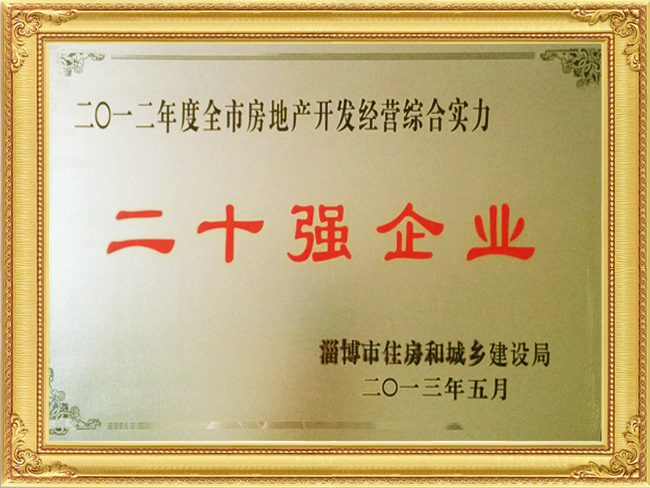 二〇一二年度全市房地产开发经营综合实力
二十强企业
淄博市住房和城乡建设局
二〇一三年五月